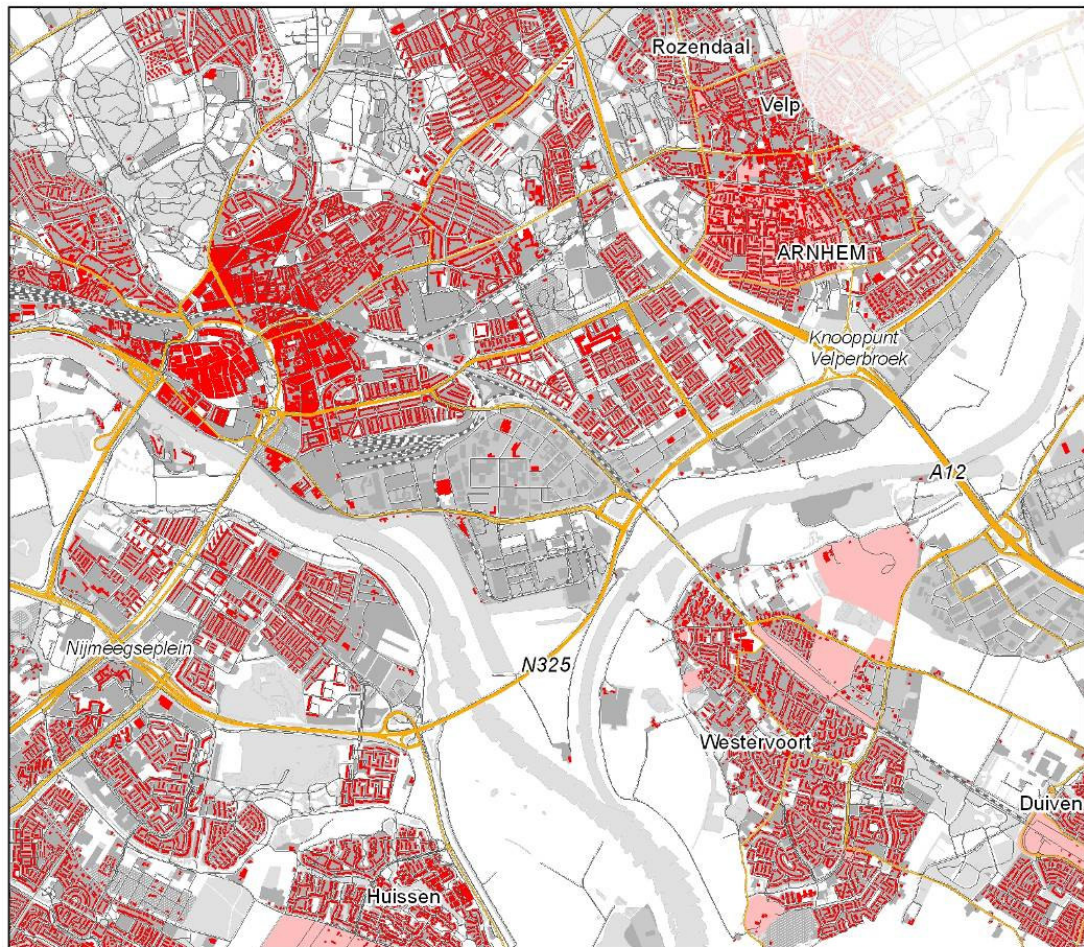 Rozendaal
Velp
ARNHEM
Knooppunt
Velperbroek
A12
Nijmeegseplein
N325
Westervoort
Duiven
Huissen